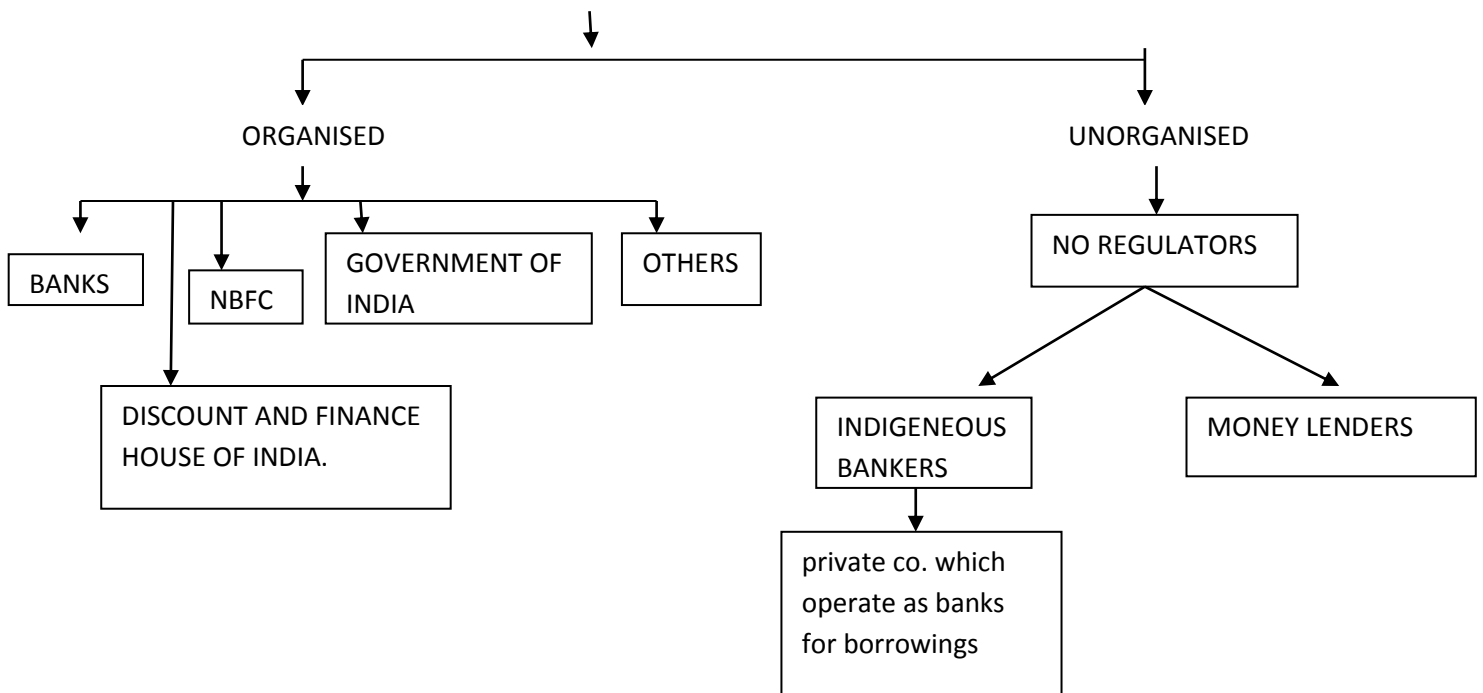 ORGANISED
UNORGANISED
BANKS
NBFC
GOVERNMENT OF
INDIA
OTHERS
NO REGULATORS
DISCOUNT AND FINANCE
HOUSE OF INDIA.
INDIGENEOUS
BANKERS
MONEY LENDERS
private co. which
operate as banks
for borrowings